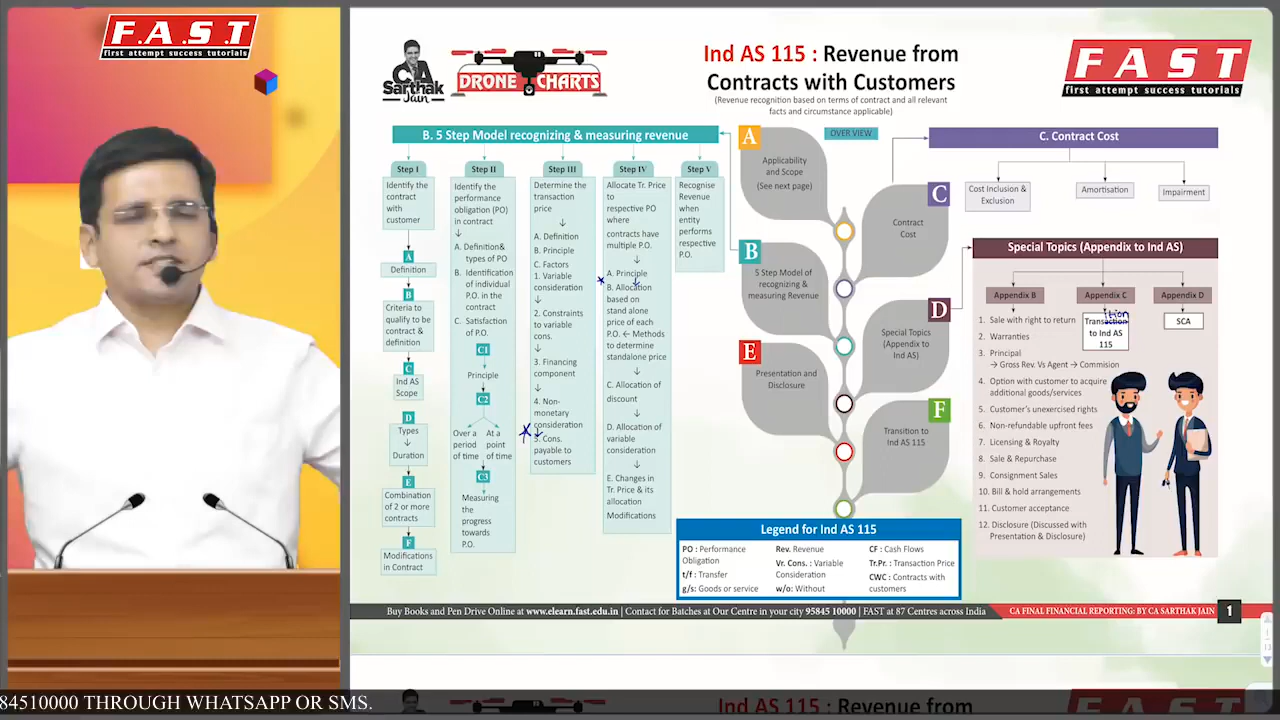 F.A.S.T
first attempt success tutorials
CA
Sarthak
Jain
DRONE CHARTS
Ind AS 115 : Revenue from
Contracts with Customers
(Revenue recognition based on terms of contract and all relevant
facts and circumstance applicable)
FAST
first attempt success tutorials
B. 5 Step Model recognizing & measuring revenue
Step I
Identify the
contract
with
customer
A
Definition
B
Criteria to
qualify to be
contract &
definition
C
Ind AS
Scope
D
Types
↓
Duration
E
Combination
of 2 or more
contracts
F
Modifications
in Contract
Step II
Identify the
performance
obligation (PO)
in contract
↓
A. Definition&
types of PO
B. Identification
of individual
P.O. in the
contract
C. Satisfaction
of P.O.
C1
Principle
C2
Over a
period
of time
At a
point
of time
C3
Measuring
the
progress
towards
P.O.
Step III
Determine the
transaction
price
↓
A. Definition
B. Principle
C. Factors
1. Variable
consideration
↓
2. Constraints
to variable
cons.
↓
3. Financing
component
↓
4. Non-
monetary
consideration
5. Cons.
payable to
customers
Step IV
Allocate Tr. Price
to
respective PO
where
contracts have
multiple P.O.
↓
A. Principle
B. Allocation
based on
stand alone
price of each
P.O. ← Methods
to determine
standalone price
↓
C. Allocation of
discount
↓
D. Allocation of
variable
consideration
↓
E. Changes in
Tr. Price & its
allocation
Modifications
Step V
Recognise
Revenue
when
entity
performs
respective
P.O.
OVER VIEW
A
Applicability
and Scope
(See next page)
B
5 Step Model of
recognizing &
measuring Revenue
C
Contract
Cost
D
Special Topics
(Appendix to
Ind AS)
E
Presentation and
Disclosure
F
Transition to
Ind AS 115
C. Contract Cost
Cost Inclusion &
Exclusion
Amortisation
Impairment
Special Topics (Appendix to Ind AS)
Appendix B
1. Sale with right to return
2. Warranties
3. Principal
→ Gross Rev. Vs Agent → Commision
4. Option with customer to acquire
additional goods/services
5. Customer's unexercised rights
6. Non-refundable upfront fees
7. Licensing & Royalty
8. Sale & Repurchase
9. Consignment Sales
10. Bill & hold arrangements
11. Customer acceptance
12. Disclosure (Discussed with
Presentation & Disclosure)
Appendix C
tion
Transaction
to Ind AS
115
Appendix D
SCA
Legend for Ind AS 115
PO : Performance
Obligation
t/f : Transfer
g/s: Goods or service
Rev. Revenue
Vr. Cons. : Variable
Consideration
w/o: Without
CF : Cash Flows
Tr.Pr. : Transaction Price
CWC : Contracts with
customers
Buy Books and Pen Drive Online at www.elearn.fast.edu.in | Contact for Batches at Our Centre in your city 95845 10000 | FAST at 87 Centres across India
CA FINAL FINANCIAL REPORTING: BY CA SARTHAK JAIN
1
84510000 THROUGH WHATSAPP OR SMS.
Ind AS 115 : Revenue from